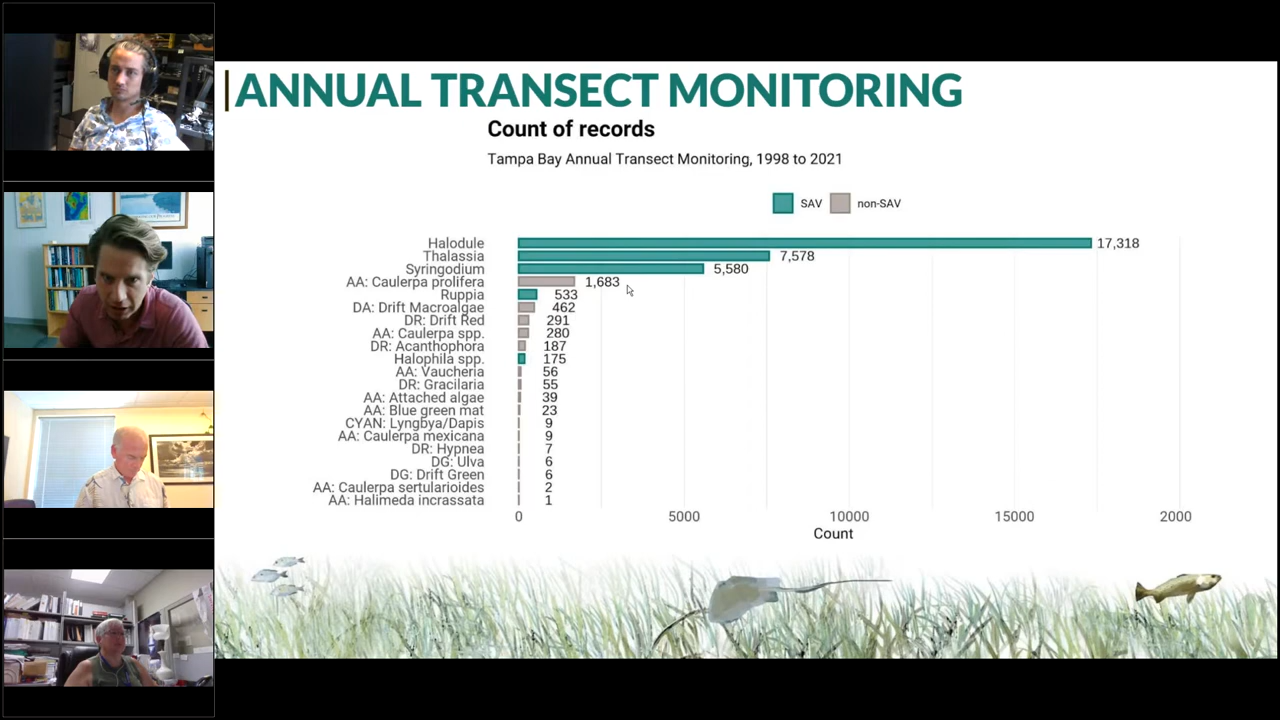 ANNUAL TRANSECT MONITORING
Count of records
Tampa Bay Annual Transect Monitoring, 1998 to 2021
SAV non-SAV
Halodule 17,318
Thalassia 7,578
Syringodium 5,580
AA: Caulerpa prolifera 1,683
Ruppia 533
DA: Drift Macroalgae 462
DR: Drift Red 291
AA: Caulerpa spp. 280
DR: Acanthophora 187
Halophila spp. 175
AA: Vaucheria 56
DR: Gracilaria 55
AA: Attached algae 39
AA: Blue green mat 23
CYAN: Lyngbya/Dapis 9
AA: Caulerpa mexicana 9
DR: Hypnea 7
DG: Ulva 6
DG: Drift Green 6
AA: Caulerpa sertularioides 2
AA: Halimeda incrassata 1
0 5000 10000 15000 2000
Count